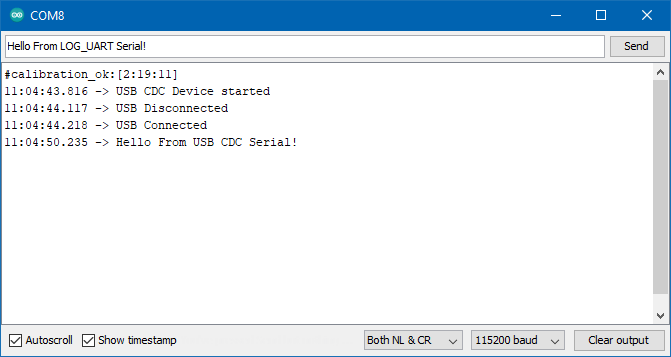 COM8
Hello From LOG_UART Serial!
Send
#calibration_ok:[2:19:11]
11:04:43.816 -> USB CDC Device started
11:04:44.117 -> USB Disconnected
11:04:44.218 -> USB Connected
11:04:50.235 -> Hello From USB CDC Serial!
Autoscroll Show timestamp Both NL & CR 115200 baud Clear output